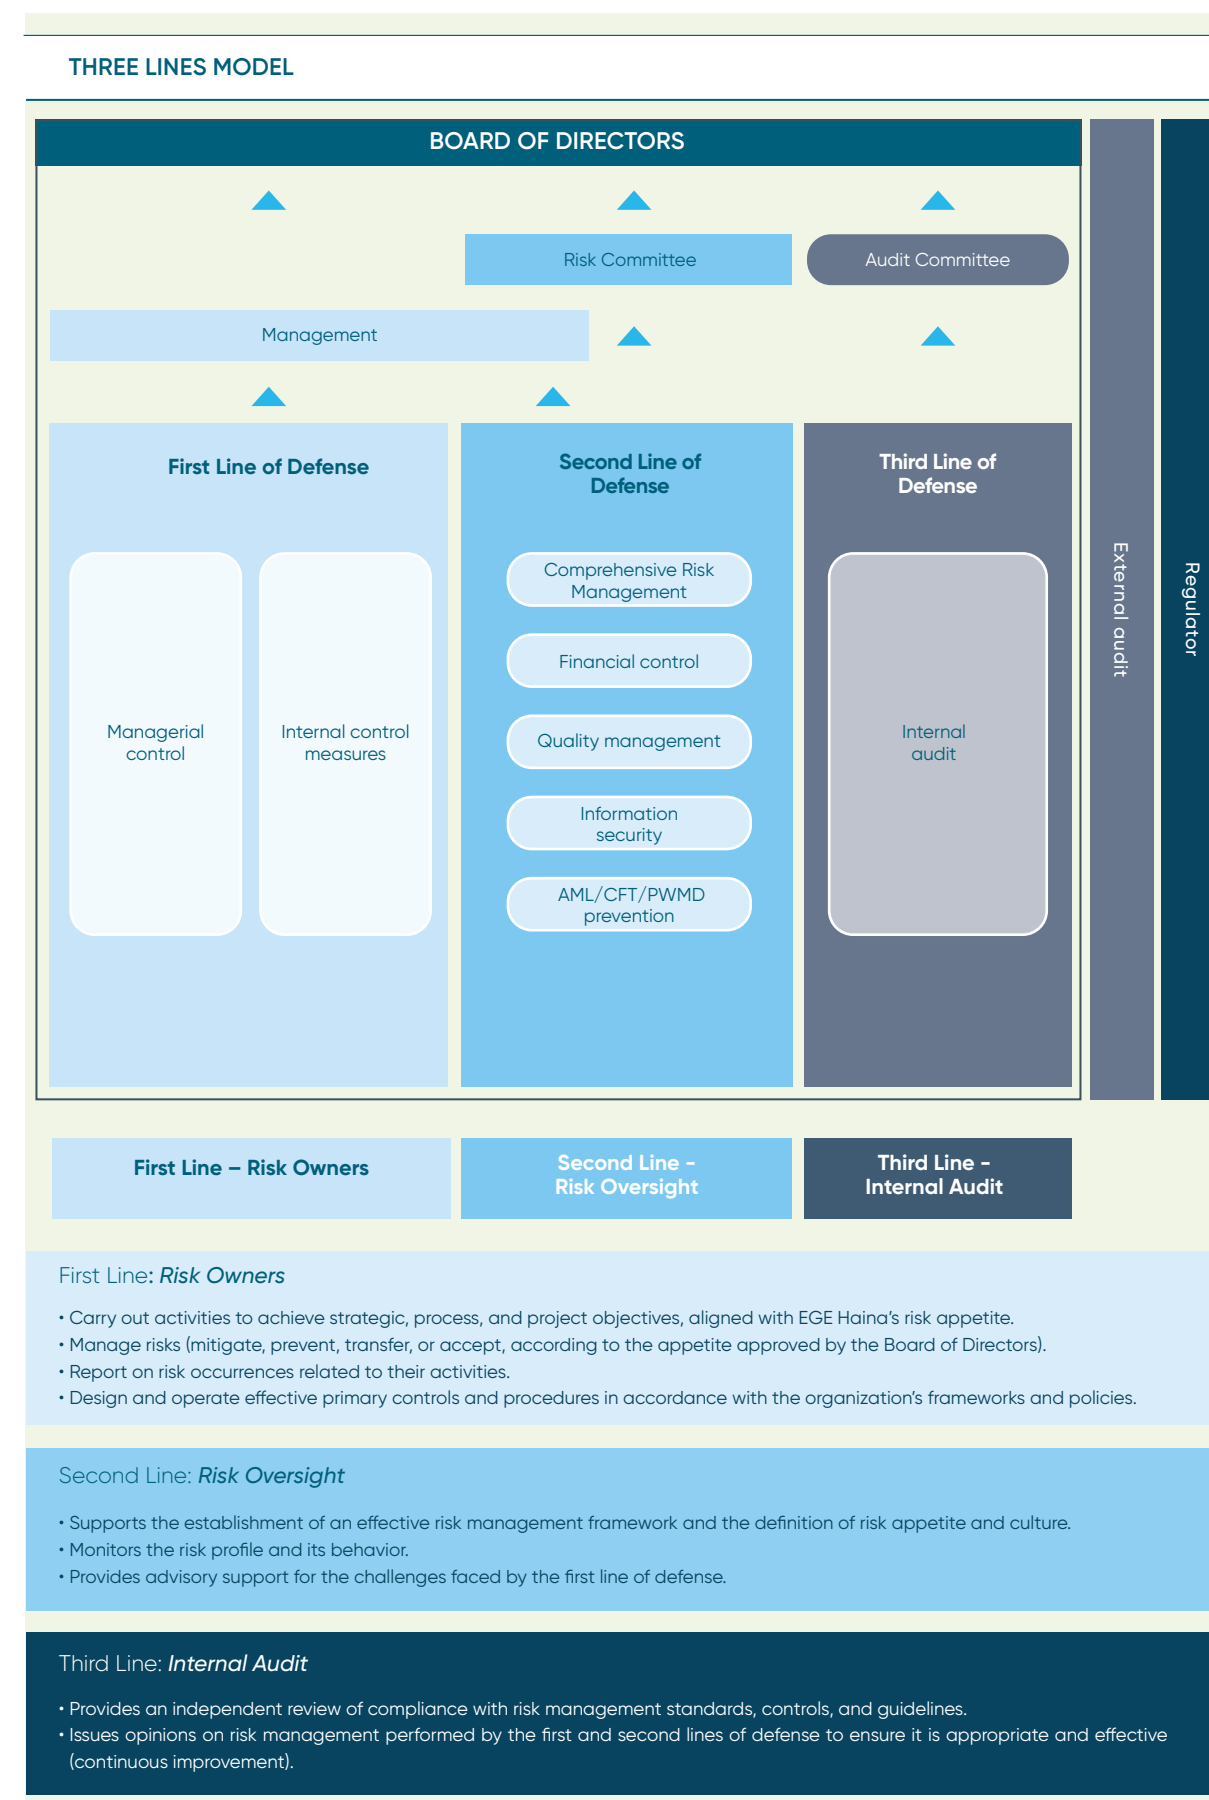 THREE LINES MODEL
BOARD OF DIRECTORS
Risk Committee
Audit Committee
Management
First Line of Defense
Managerial
control
Internal control
measures
Second Line of
Defense
Comprehensive Risk
Management
Financial control
Quality management
Information
security
AML/CFT/PWMD
prevention
Third Line of
Defense
Internal
audit
External audit
Regulator
First Line – Risk Owners
Second Line -
Risk Oversight
Third Line -
Internal Audit
First Line: Risk Owners
• Carry out activities to achieve strategic, process, and project objectives, aligned with EGE Haina’s risk appetite.
• Manage risks (mitigate, prevent, transfer, or accept, according to the appetite approved by the Board of Directors).
• Report on risk occurrences related to their activities.
• Design and operate effective primary controls and procedures in accordance with the organization’s frameworks and policies.
Second Line: Risk Oversight
• Supports the establishment of an effective risk management framework and the definition of risk appetite and culture.
• Monitors the risk profile and its behavior.
• Provides advisory support for the challenges faced by the first line of defense.
Third Line: Internal Audit
• Provides an independent review of compliance with risk management standards, controls, and guidelines.
• Issues opinions on risk management performed by the first and second lines of defense to ensure it is appropriate and effective
(continuous improvement).